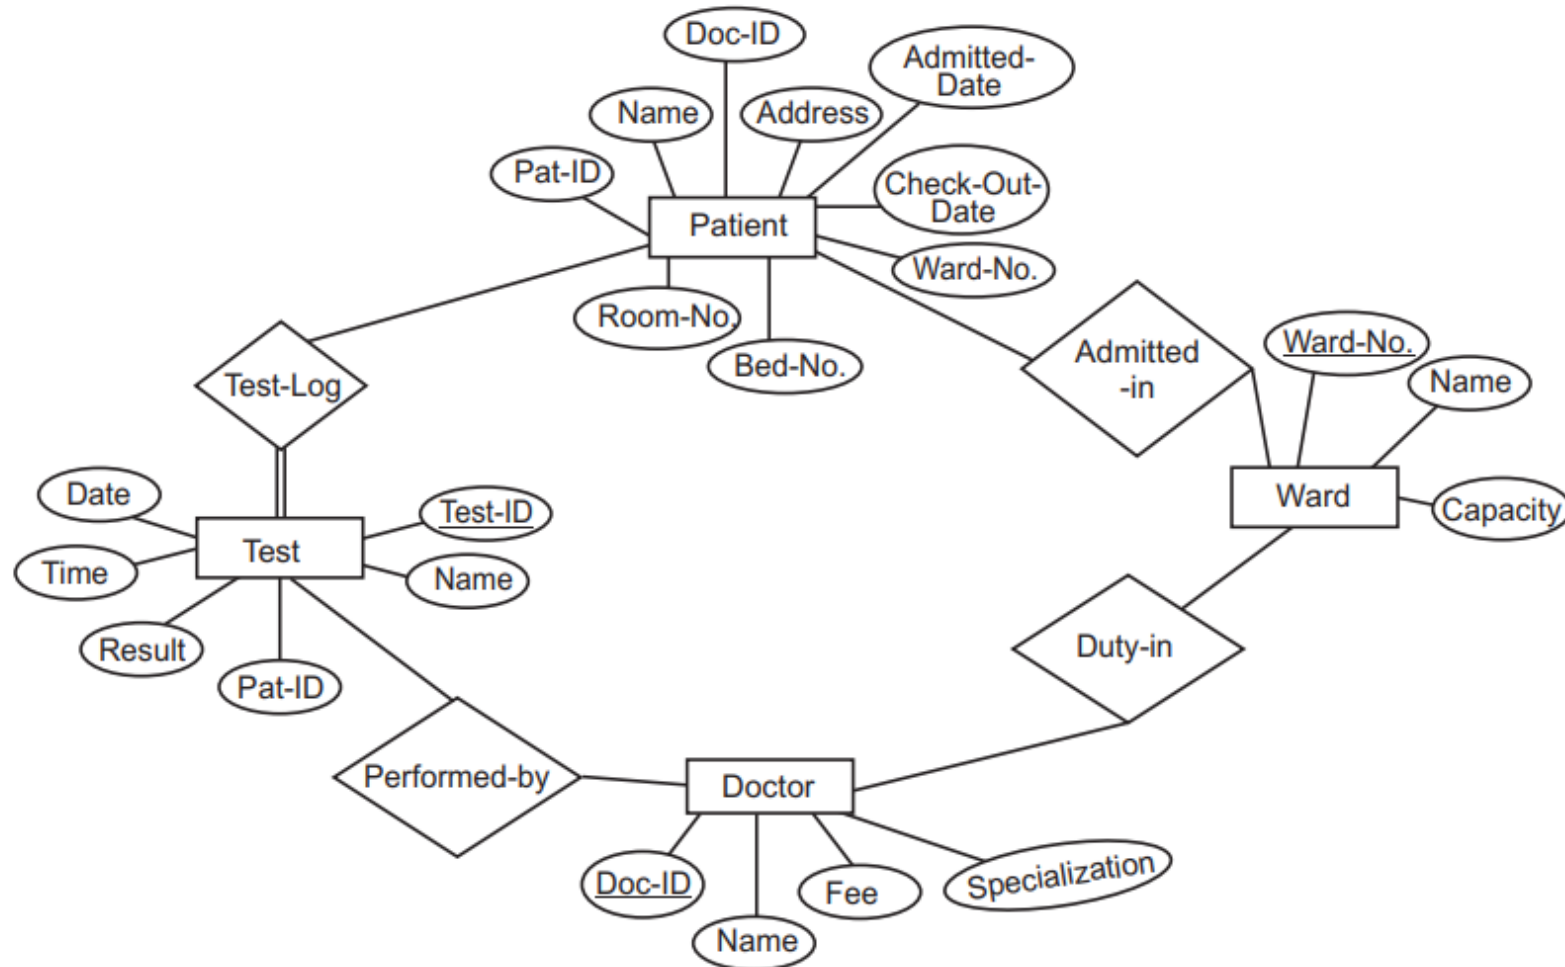 Doc-ID
Admitted-
Date
Name
Address
Pat-ID
Check-Out-
Date
Patient
Ward-No.
Room-No.
Bed-No.
Admitted
-in
Ward-No.
Name
Test-Log
Ward
Capacity
Date
Test-ID
Test
Time
Name
Result
Pat-ID
Duty-in
Performed-by
Doctor
Doc-ID
Fee
Specialization
Name